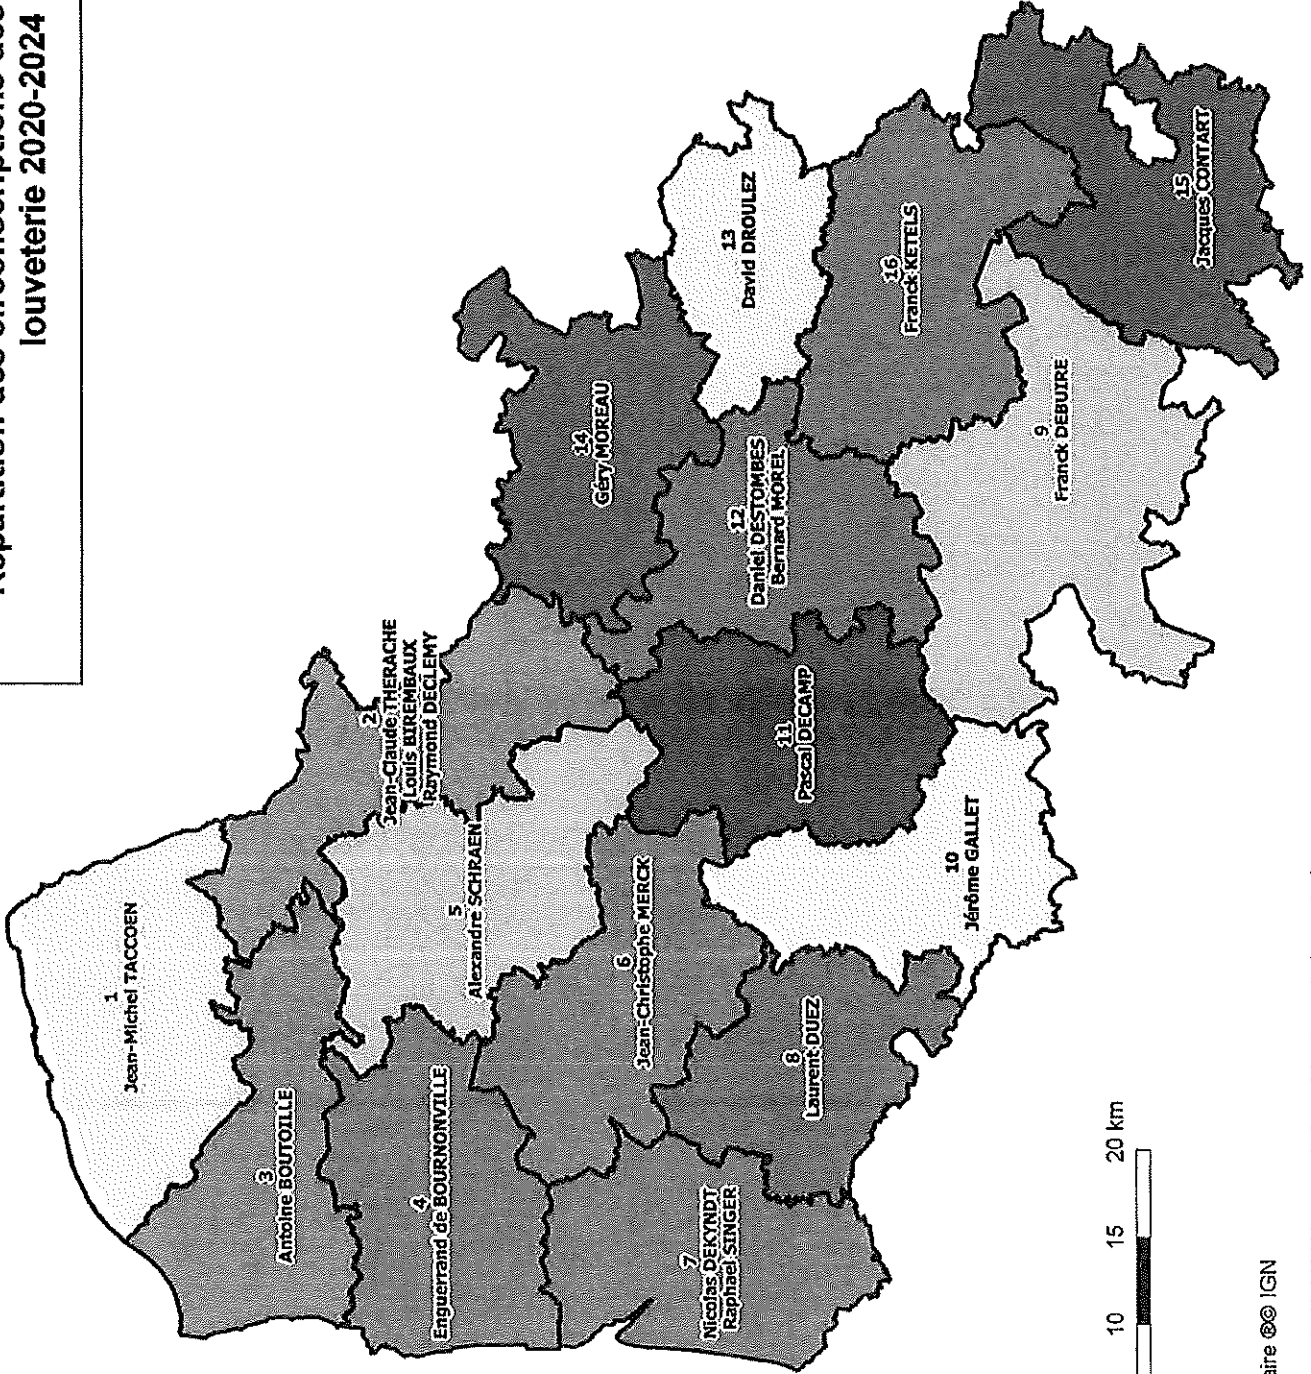 louveterie 2020-2024
1
Jean-Michel TACCOEN
2
Jean-Claude THERACHE
Louis BIREMBAUX
Raymond DECLEMY
3
Antoine BOUTOILLE
4
Enguerrand de BOURNONVILLE
5
Alexandre SCHRAEN
6
Jean-Christophe MERCK
7
Nicolas DEKYNDT
Raphael SINGER
8
Laurent DUEZ
9
Franck DEBUIRE
10
Jérôme GALLET
11
Pascal DECAMP
12
Daniel DESTOMBES
Bernard MOREL
13
David DROULEZ
14
Géry MOREAU
15
Jacques CONTART
16
Franck KETELS
10 15 20 km
aire ©© IGN